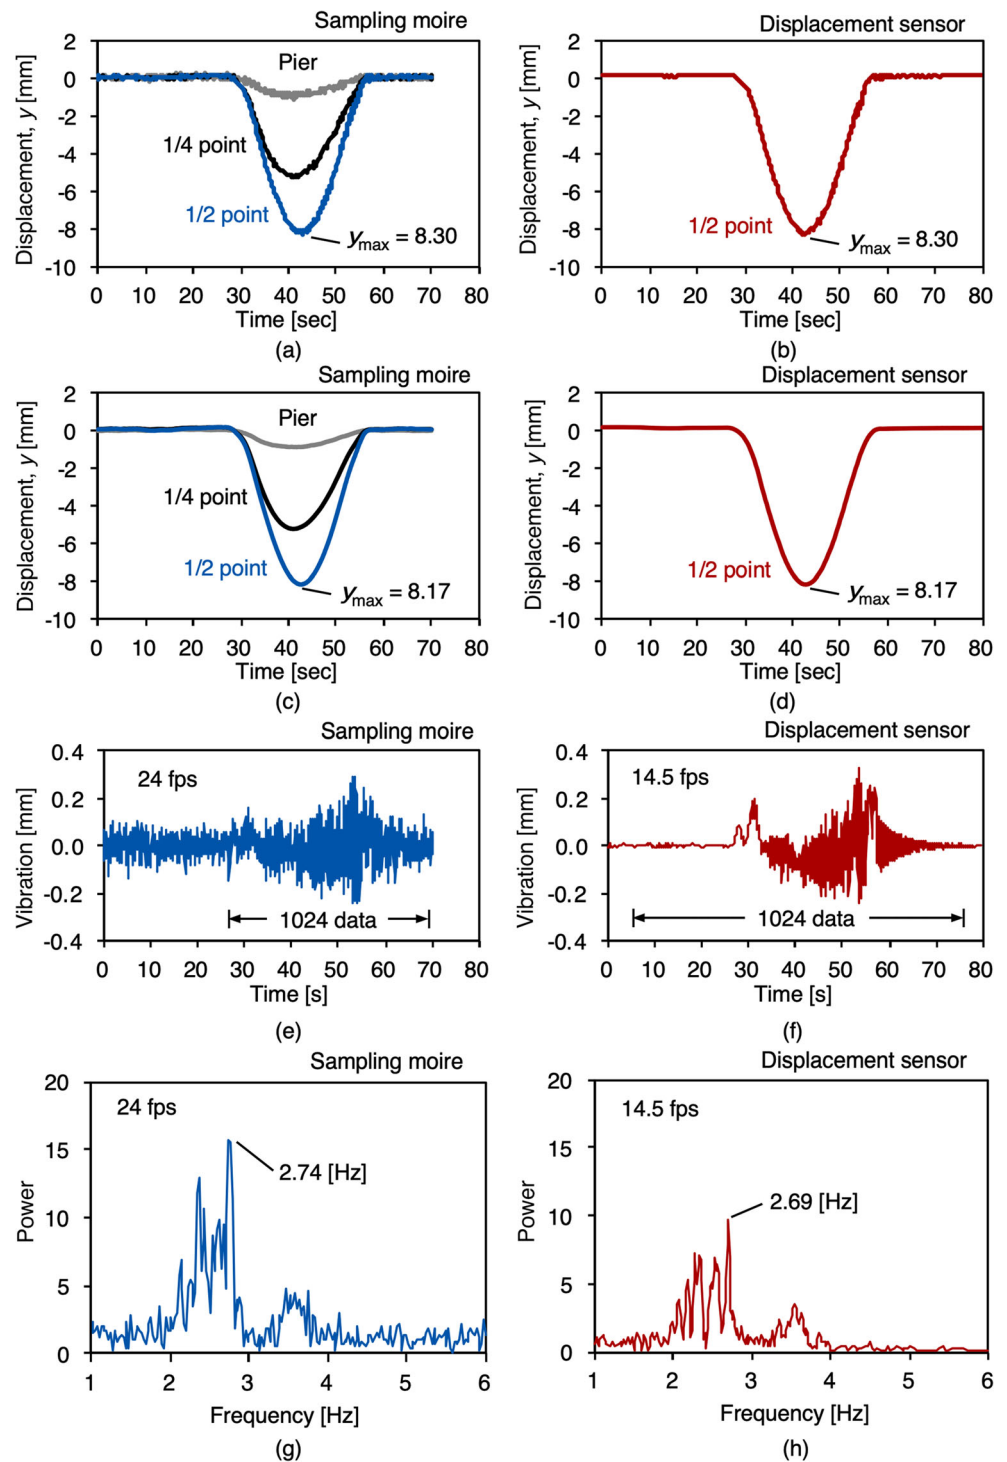 Sampling moire
Displacement, y [mm]
2
0
-2
-4
-6
-8
-10
Pier
1/4 point
1/2 point
ymax = 8.30
0 10 20 30 40 50 60 70 80
Time [sec]
(a)
Displacement sensor
Displacement, y [mm]
2
0
-2
-4
-6
-8
-10
1/2 point
ymax = 8.30
0 10 20 30 40 50 60 70 80
Time [sec]
(b)
Sampling moire
Displacement, y [mm]
2
0
-2
-4
-6
-8
-10
Pier
1/4 point
1/2 point
ymax = 8.17
0 10 20 30 40 50 60 70 80
Time [sec]
(c)
Displacement sensor
Displacement, y [mm]
2
0
-2
-4
-6
-8
-10
1/2 point
ymax = 8.17
0 10 20 30 40 50 60 70 80
Time [sec]
(d)
Sampling moire
Vibration [mm]
0.4
0.2
0.0
-0.2
-0.4
24 fps
1024 data
0 10 20 30 40 50 60 70 80
Time [s]
(e)
Displacement sensor
Vibration [mm]
0.4
0.2
0.0
-0.2
-0.4
14.5 fps
1024 data
0 10 20 30 40 50 60 70 80
Time [s]
(f)
Sampling moire
Power
20
15
10
5
0
24 fps
2.74 [Hz]
1 2 3 4 5 6
Frequency [Hz]
(g)
Displacement sensor
Power
20
15
10
5
0
14.5 fps
2.69 [Hz]
1 2 3 4 5 6
Frequency [Hz]
(h)